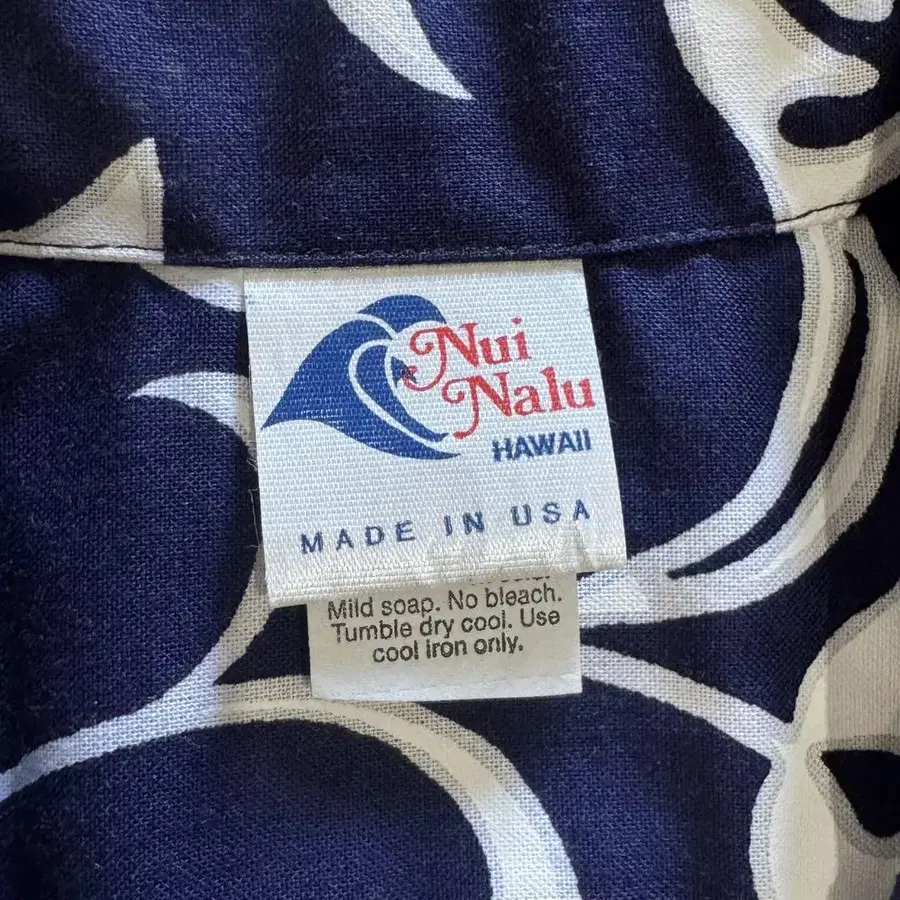 Nui
Nalu
HAWAII
MADE IN USA
Mild soap. No bleach.
Tumble dry cool. Use
cool iron only.